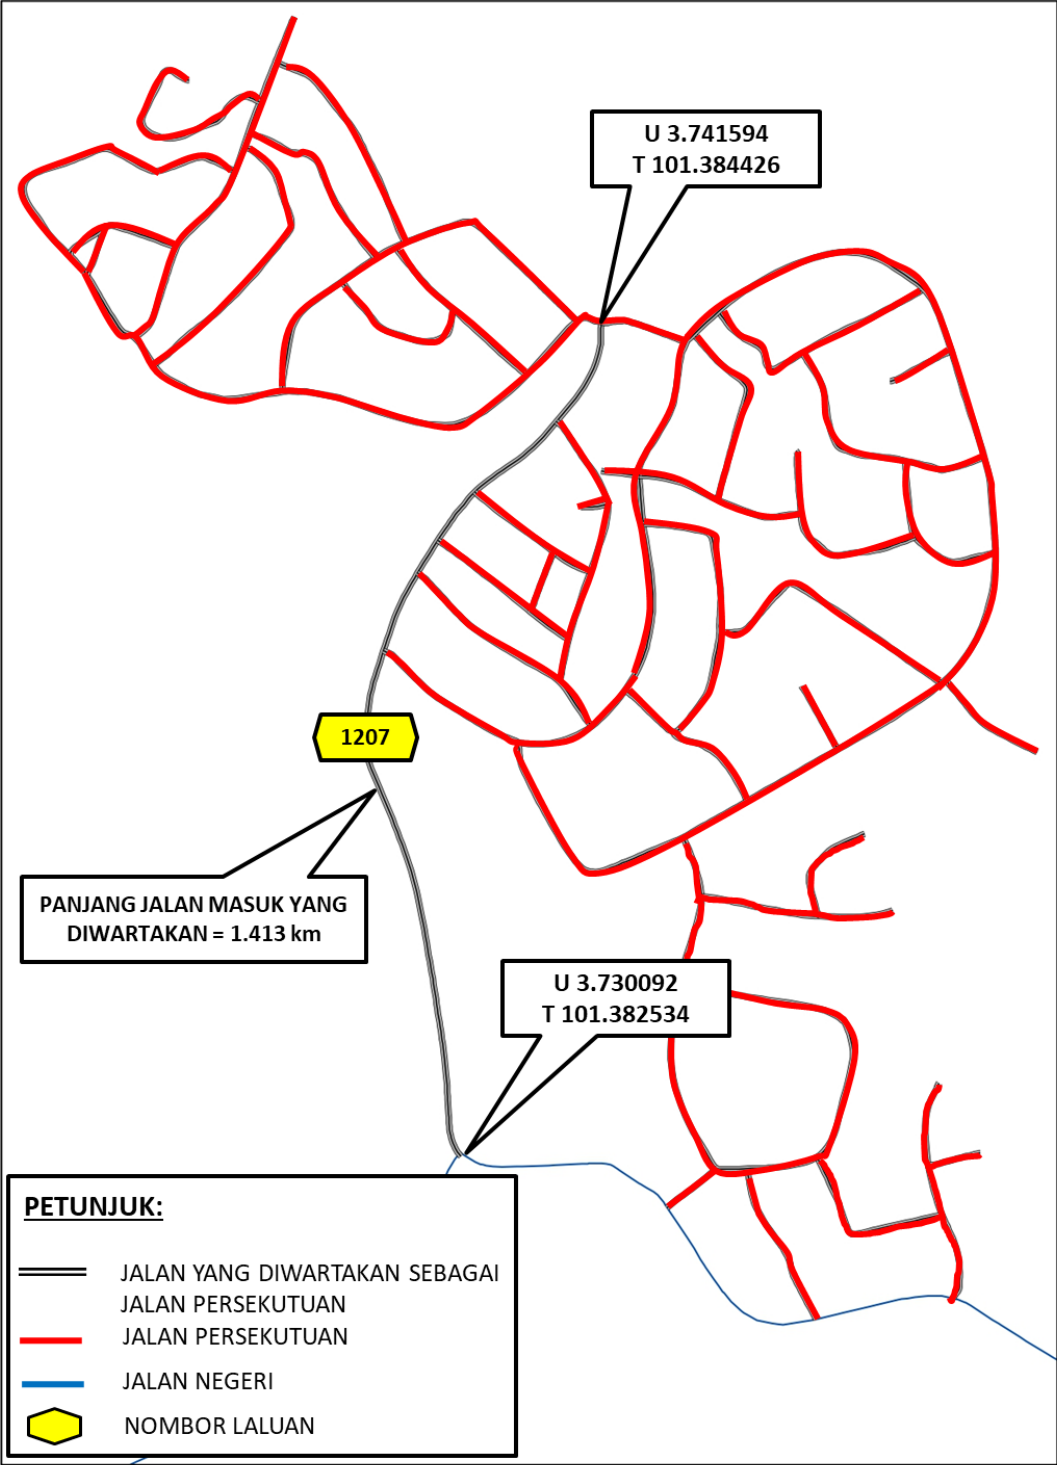 U 3.741594
T 101.384426
1207
PANJANG JALAN MASUK YANG
DIWARTAKAN = 1.413 km
U 3.730092
T 101.382534
PETUNJUK:
JALAN YANG DIWARTAKAN SEBAGAI
JALAN PERSEKUTUAN
JALAN PERSEKUTUAN
JALAN NEGERI
NOMBOR LALUAN